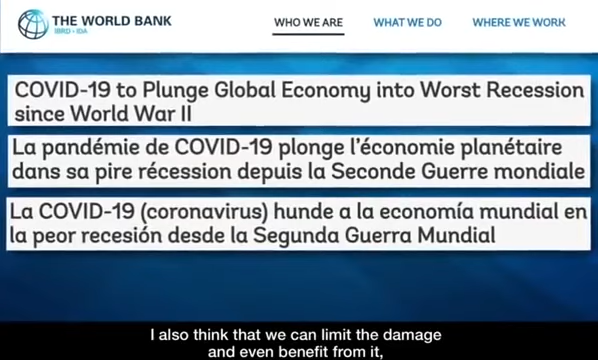 THE WORLD BANK
IBRD • IDA
WHO WE ARE
WHAT WE DO
WHERE WE WORK
COVID-19 to Plunge Global Economy into Worst Recession
since World War II
La pandémie de COVID-19 plonge l'économie planétaire
dans sa pire récession depuis la Seconde Guerre mondiale
La COVID-19 (coronavirus) hunde a la economía mundial en
la peor recesión desde la Segunda Guerra Mundial
I also think that we can limit the damage
and even benefit from it,